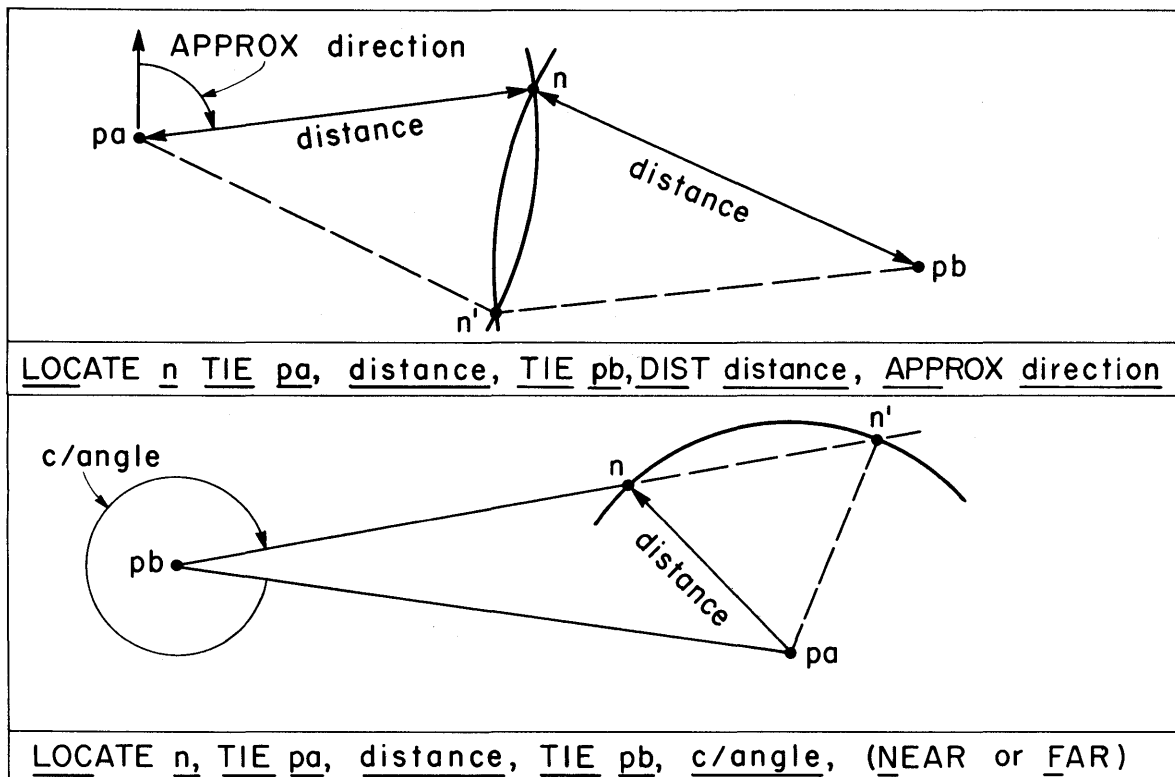 APPROX direction
n
pa
distance
distance
pb
n'
LOCATE n TIE pa, distance, TIE pb, DIST distance, APPROX direction
n'
c/angle
n
pb
distance
pa
LOCATE n, TIE pa, distance, TIE pb, c/angle, (NEAR or FAR)